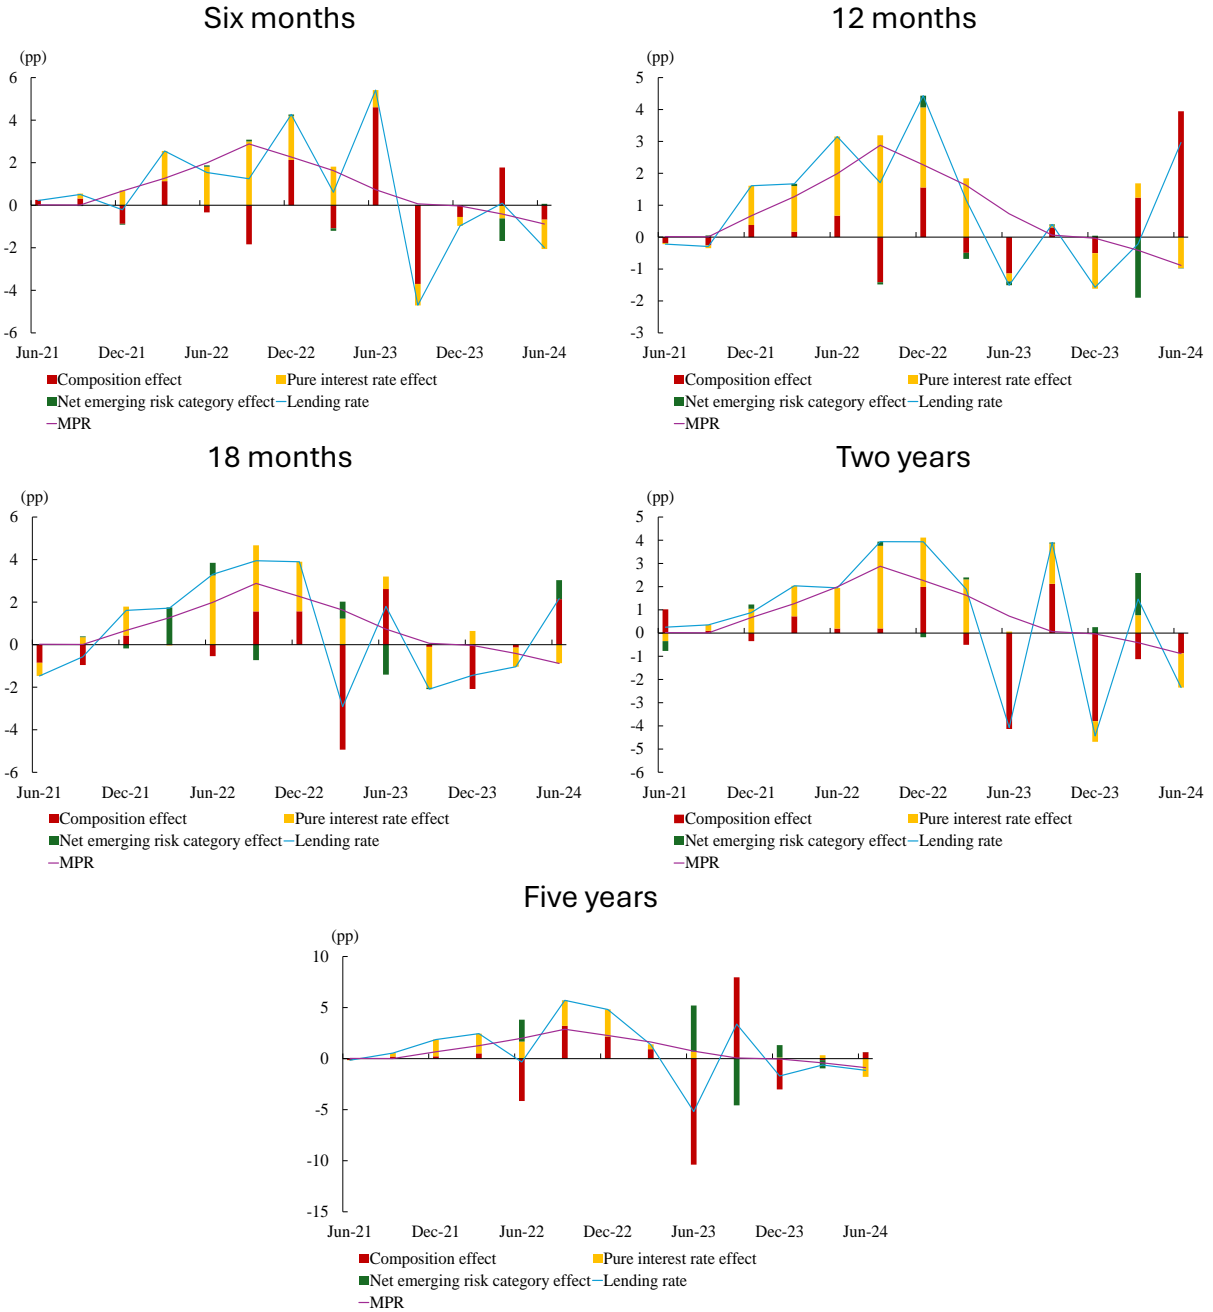 Six months
(pp)
6
4
2
0
-2
-4
-6
Jun-21 Dec-21 Jun-22 Dec-22 Jun-23 Dec-23 Jun-24
Composition effect Pure interest rate effect
Net emerging risk category effect Lending rate
MPR
12 months
(pp)
5
4
3
2
1
0
-1
-2
-3
Jun-21 Dec-21 Jun-22 Dec-22 Jun-23 Dec-23 Jun-24
Composition effect Pure interest rate effect
Net emerging risk category effect Lending rate
MPR
18 months
(pp)
6
4
2
0
-2
-4
-6
Jun-21 Dec-21 Jun-22 Dec-22 Jun-23 Dec-23 Jun-24
Composition effect Pure interest rate effect
Net emerging risk category effect Lending rate
MPR
Two years
(pp)
5
4
3
2
1
0
-1
-2
-3
-4
-5
-6
Jun-21 Dec-21 Jun-22 Dec-22 Jun-23 Dec-23 Jun-24
Composition effect Pure interest rate effect
Net emerging risk category effect Lending rate
MPR
Five years
(pp)
10
5
0
-5
-10
-15
Jun-21 Dec-21 Jun-22 Dec-22 Jun-23 Dec-23 Jun-24
Composition effect Pure interest rate effect
Net emerging risk category effect Lending rate
MPR